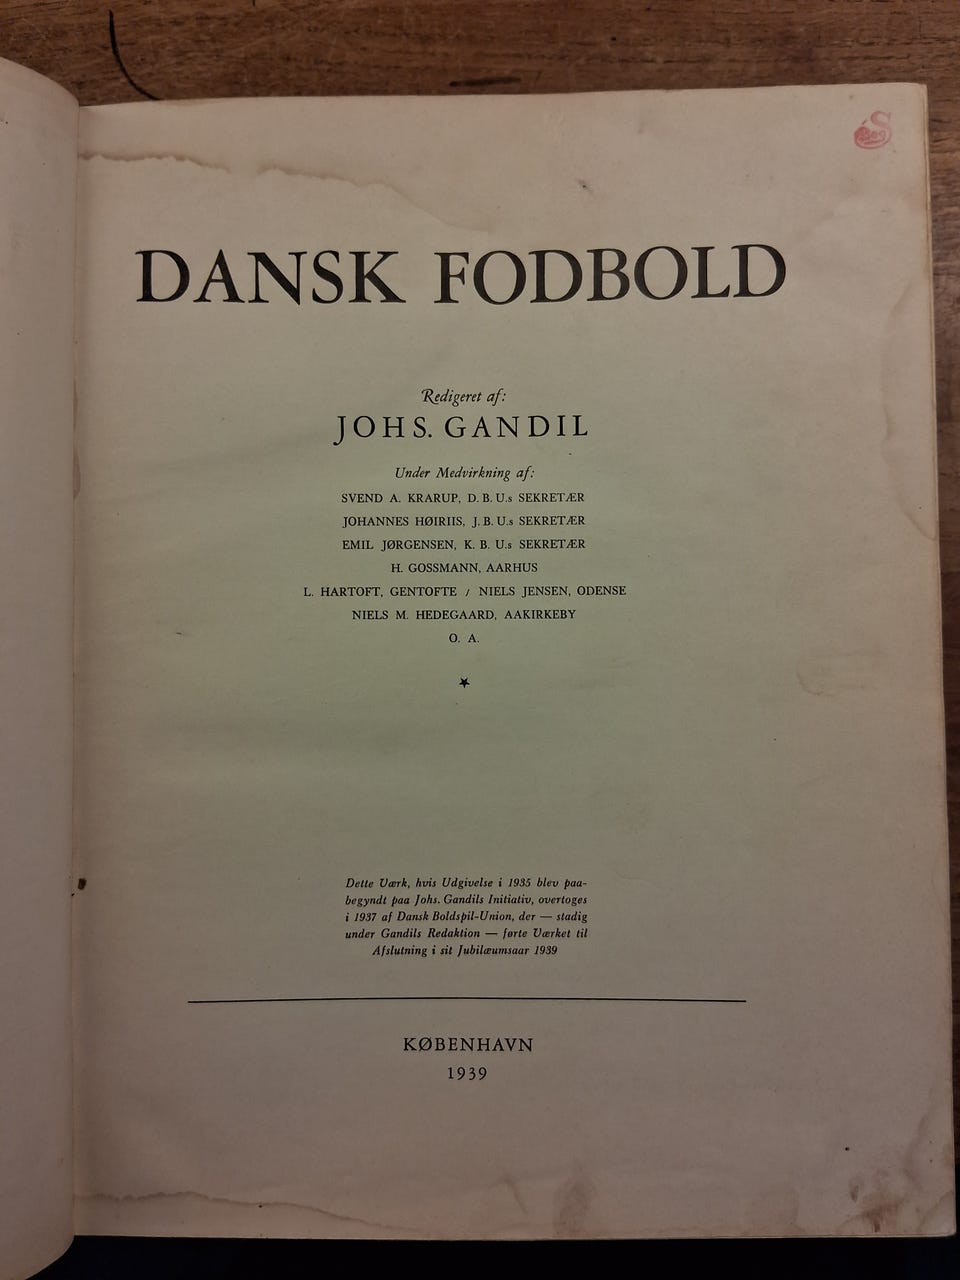 DANSK FODBOLD
Redigeret af:
JOHS. GANDIL
Under Medvirkning af:
SVEND A. KRARUP, D. B. U.s SEKRETÆR
JOHANNES HØIRIIS, J. B. U.s SEKRETÆR
EMIL JØRGENSEN, K. B. U.s SEKRETÆR
H. GOSSMANN, AARHUS
L. HARTOFT, GENTOFTE / NIELS JENSEN, ODENSE
NIELS M. HEDEGAARD, AAKIRKEBY
O. A.
Dette Værk, hvis Udgivelse i 1935 blev paa-
begyndt paa Johs. Gandils Initiativ, overtoges
i 1937 af Dansk Boldspil-Union, der — stadig
under Gandils Redaktion — førte Værket til
Afslutning i sit Jubilæumsaar 1939
KØBENHAVN
1939